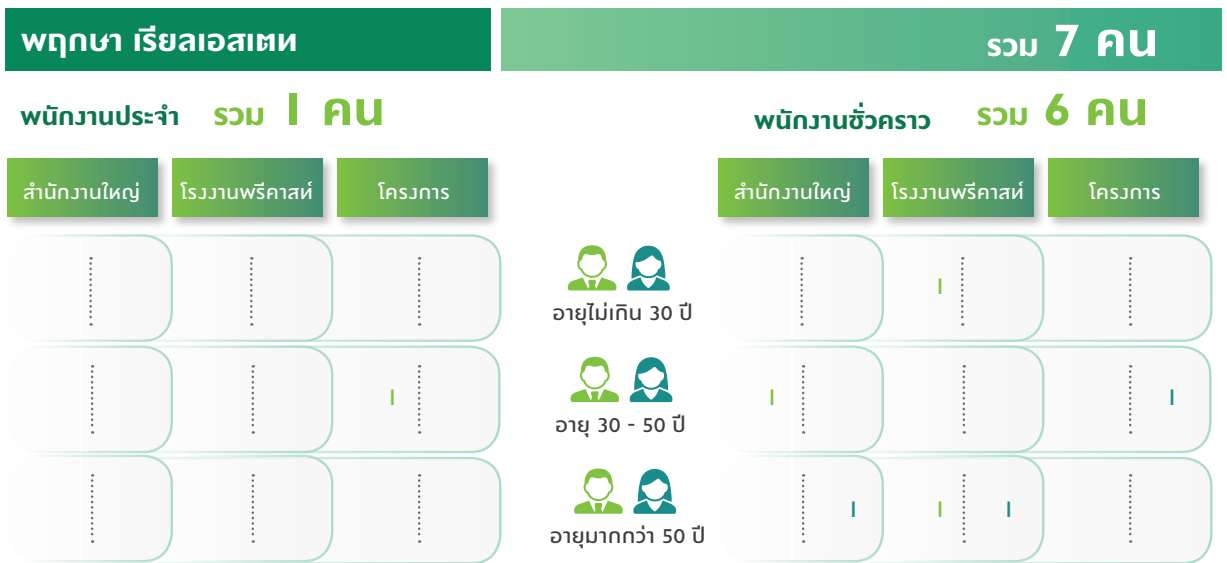 พฤกษา เรียลเอสเตท รวม 7 คน
พนักงานประจำ รวม 1 คน
พนักงานชั่วคราว รวม 6 คน
สำนักงานใหญ่ โรงงานพรีคาสท์ โครงการ
สำนักงานใหญ่ โรงงานพรีคาสท์ โครงการ
1
อายุไม่เกิน 30 ปี
1 1 1
อายุ 30 - 50 ปี
1 1 1
อายุมากกว่า 50 ปี